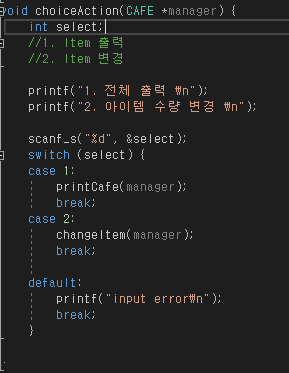 void choiceAction(CAFE *manager) {
int select;
//1. Item 출력
//2. Item 변경
printf("1. 전체 출력 ₩n");
printf("2. 아이템 수량 변경 ₩n");
scanf_s("%d", &select);
switch (select) {
case 1:
printCafe(manager);
break;
case 2:
changeItem(manager);
break;
default:
printf("input error₩n");
break;
}